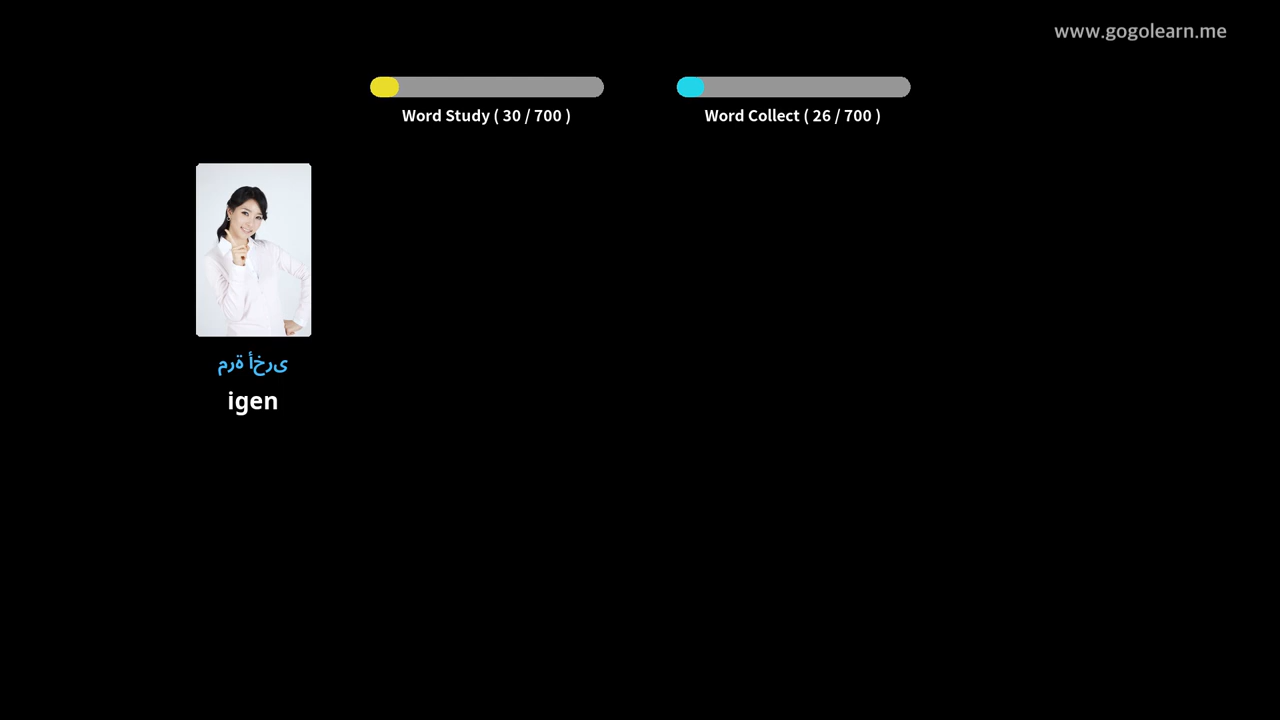 www.gogolearn.me
Word Study ( 30 / 700 )
Word Collect ( 26 / 700 )
مرة أخرى
igen